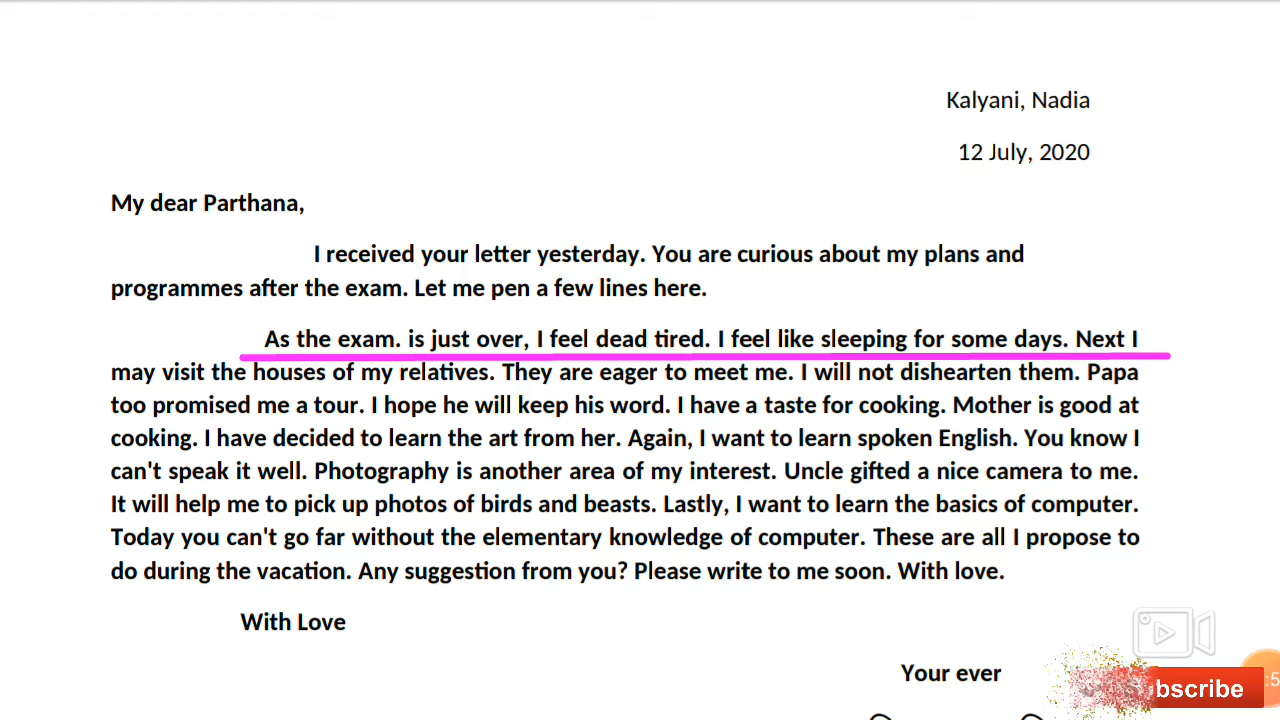 Kalyani, Nadia
12 July, 2020
My dear Parthana,
I received your letter yesterday. You are curious about my plans and
programmes after the exam. Let me pen a few lines here.
As the exam. is just over, I feel dead tired. I feel like sleeping for some days. Next I
may visit the houses of my relatives. They are eager to meet me. I will not dishearten them. Papa
too promised me a tour. I hope he will keep his word. I have a taste for cooking. Mother is good at
cooking. I have decided to learn the art from her. Again, I want to learn spoken English. You know I
can't speak it well. Photography is another area of my interest. Uncle gifted a nice camera to me.
It will help me to pick up photos of birds and beasts. Lastly, I want to learn the basics of computer.
Today you can't go far without the elementary knowledge of computer. These are all I propose to
do during the vacation. Any suggestion from you? Please write to me soon. With love.
With Love
Your ever
bscribe